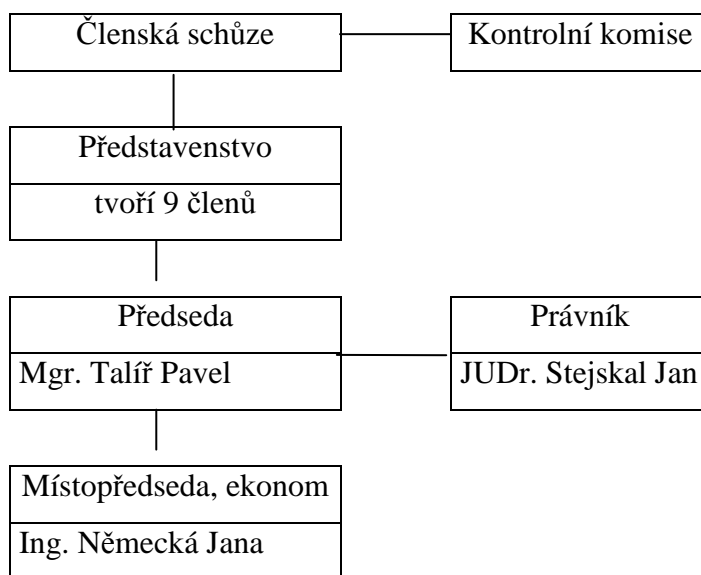 Členská schůze
Kontrolní komise
Představenstvo
tvoří 9 členů
Předseda
Mgr. Talíř Pavel
Právník
JUDr. Stejskal Jan
Místopředseda, ekonom
Ing. Německá Jana